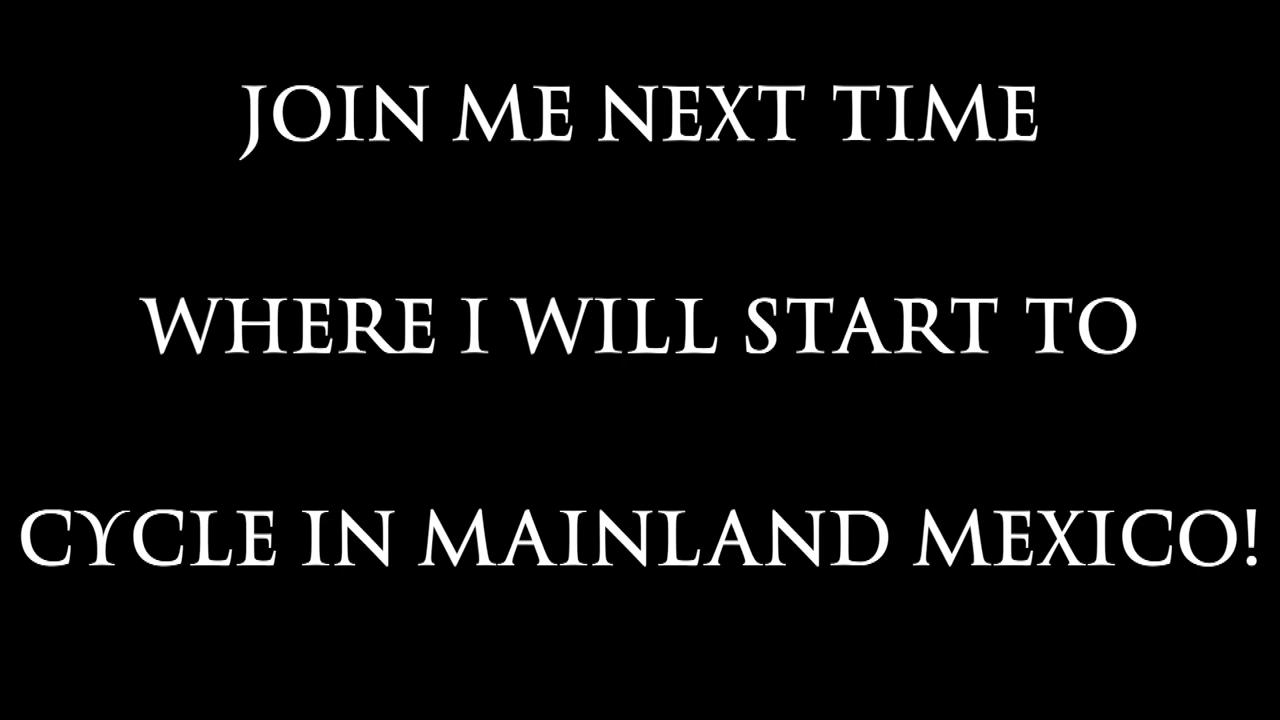 JOIN ME NEXT TIME
WHERE I WILL START TO
CYCLE IN MAINLAND MEXICO!